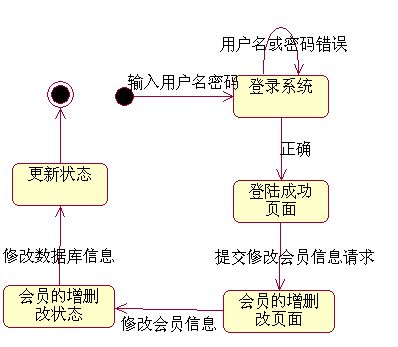 用户名或密码错误
输入用户名密码
登录系统
正确
更新状态
登陆成功
页面
修改数据库信息
提交修改会员信息请求
会员的增删
改状态
修改会员信息
会员的增删
改页面